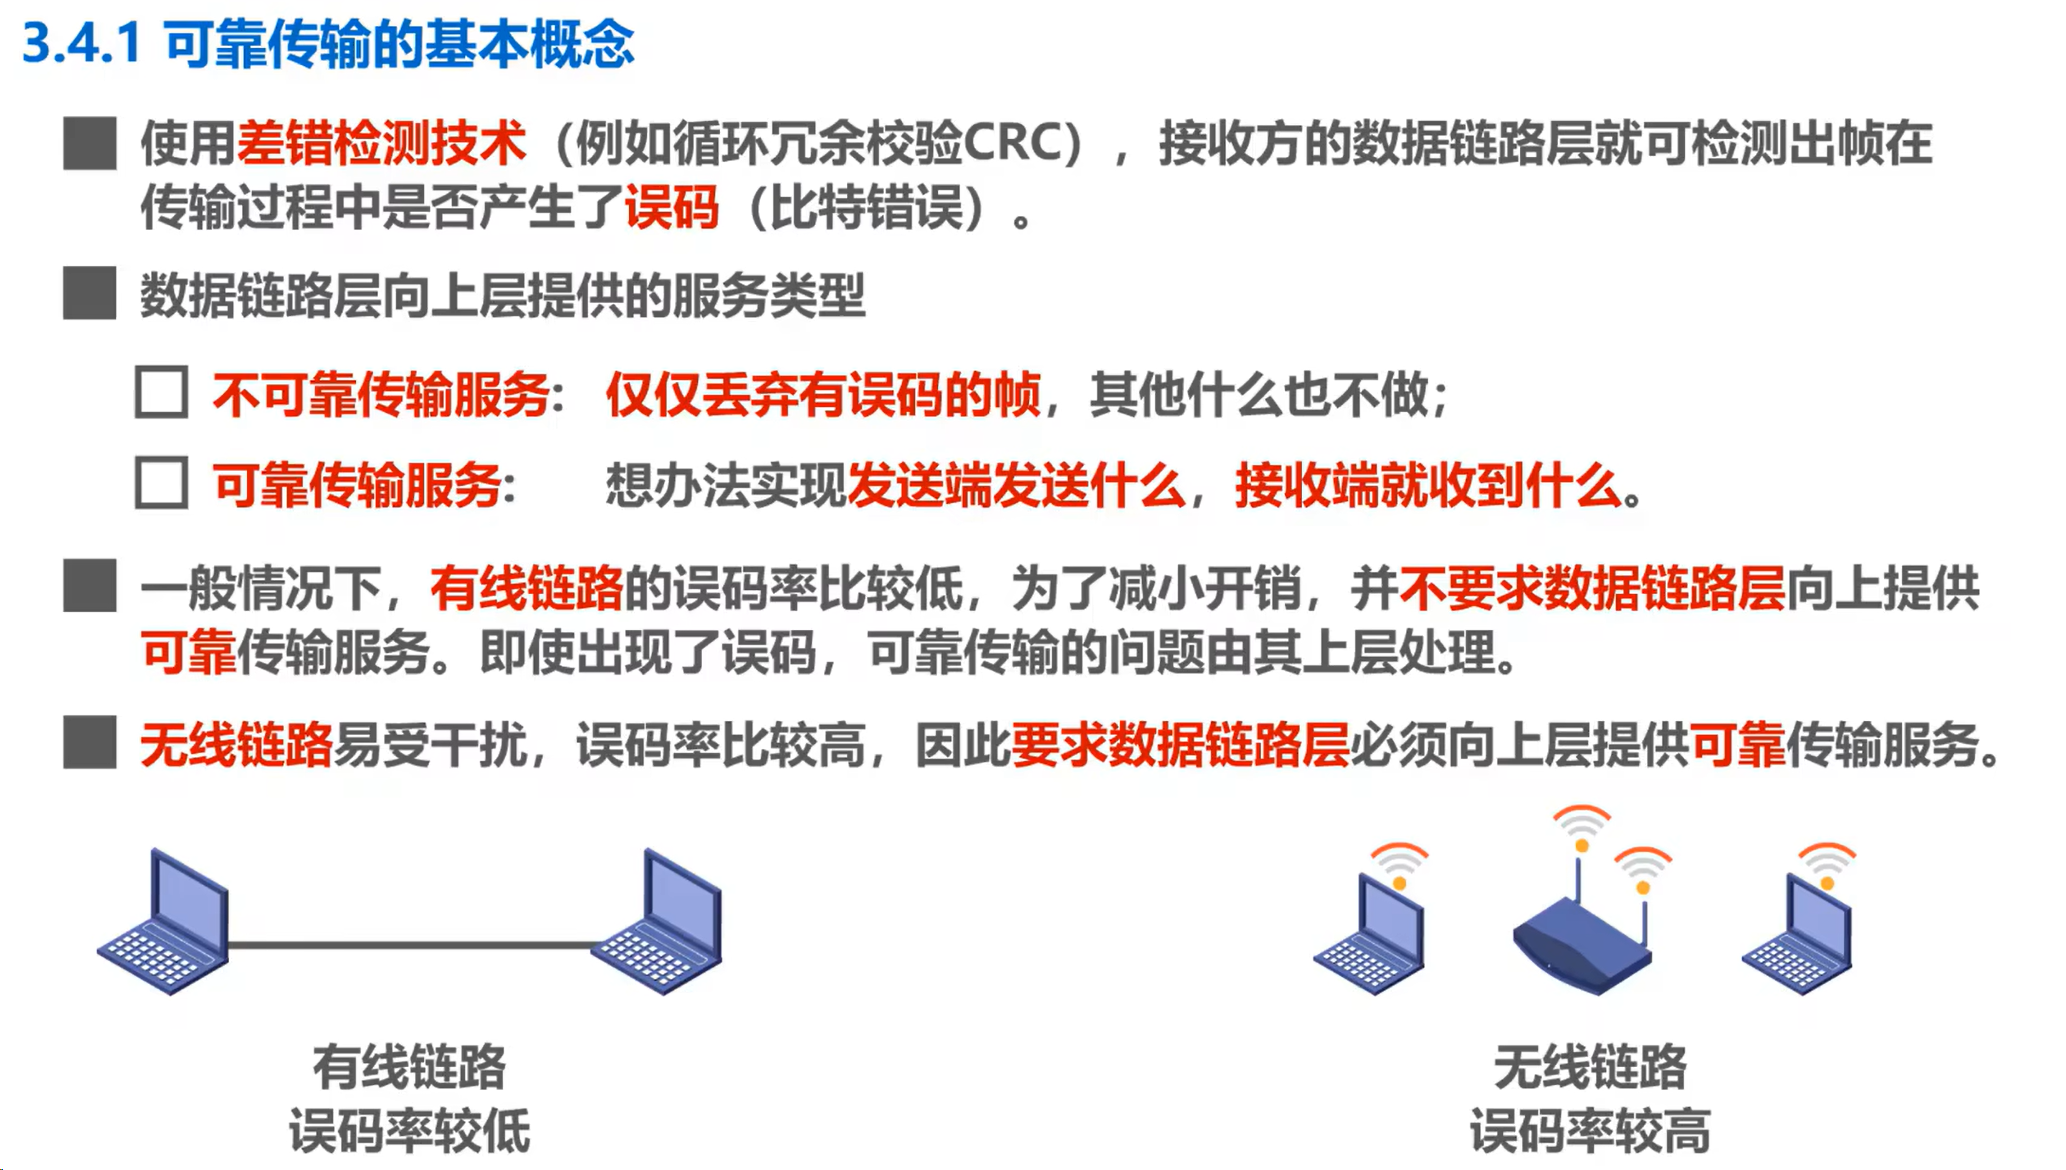 3.4.1 可靠传输的基本概念
使用差错检测技术（例如循环冗余校验CRC），接收方的数据链路层就可检测出帧在
传输过程中是否产生了误码（比特错误）。
数据链路层向上层提供的服务类型
不可靠传输服务： 仅仅丢弃有误码的帧，其他什么也不做；
可靠传输服务： 想办法实现发送端发送什么，接收端就收到什么。
一般情况下，有线链路的误码率比较低，为了减小开销，并不要求数据链路层向上提供
可靠传输服务。即使出现了误码，可靠传输的问题由其上层处理。
无线链路易受干扰，误码率比较高，因此要求数据链路层必须向上层提供可靠传输服务。
有线链路
误码率较低
无线链路
误码率较高